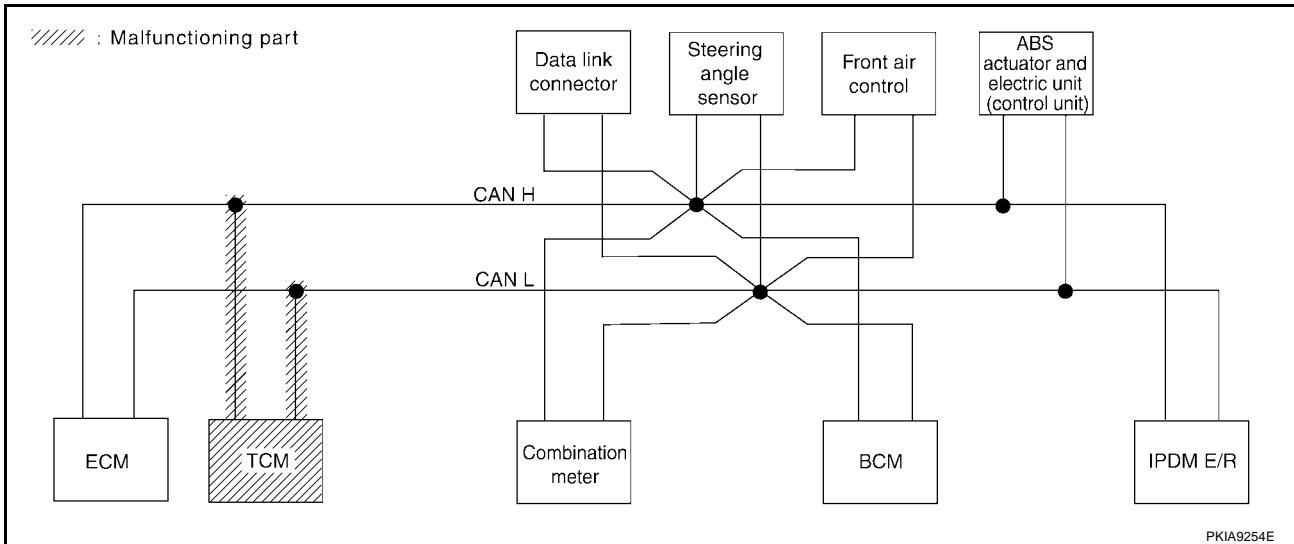 : Malfunctioning part
Data link
connector
Steering
angle
sensor
Front air
control
ABS
actuator and
electric unit
(control unit)
CAN H
CAN L
ECM
TCM
Combination
meter
BCM
IPDM E/R
PKIA9254E